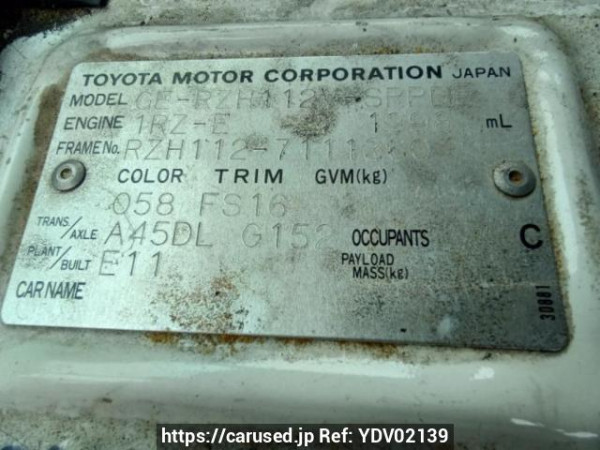 TOYOTA MOTOR CORPORATION JAPAN
MODEL
ENGINE 1RZ-E mL
FRAME No.
COLOR TRIM GVM(kg)
058 FS16
TRANS/AXLE A45DL G152 OCCUPANTS C
PLANT/BUILT E11 PAYLOAD MASS(kg)
CAR NAME
30881
https://carused.jp Ref: YDV02139